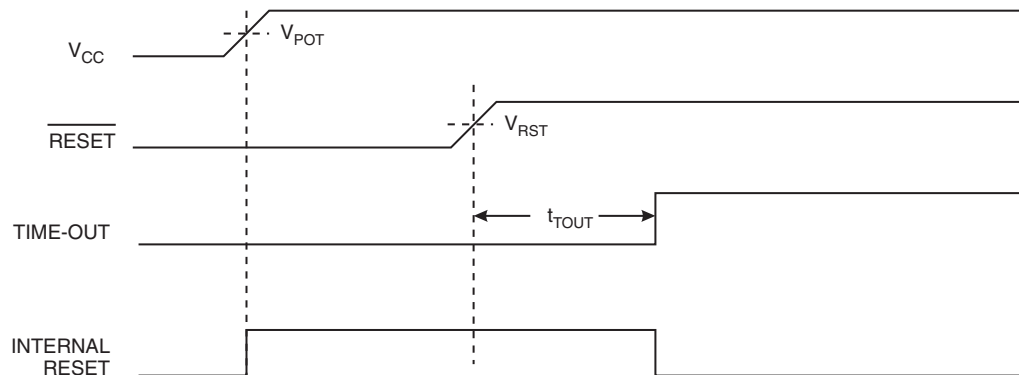 V_CC
V_POT
RESET
V_RST
TIME-OUT
t_TOUT
INTERNAL
RESET